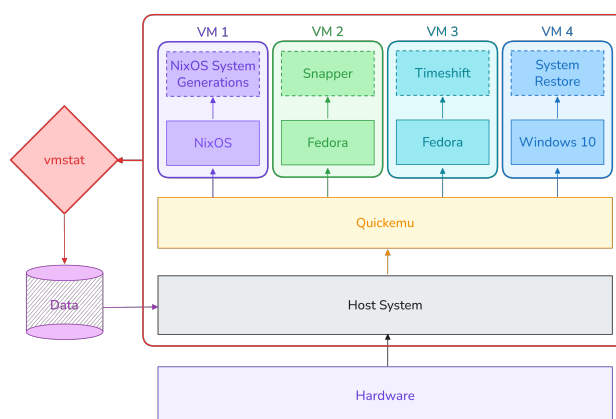 VM 1
VM 2
VM 3
VM 4
NixOS System
Generations
Snapper
Timeshift
System
Restore
NixOS
Fedora
Fedora
Windows 10
vmstat
Quickemu
Data
Host System
Hardware